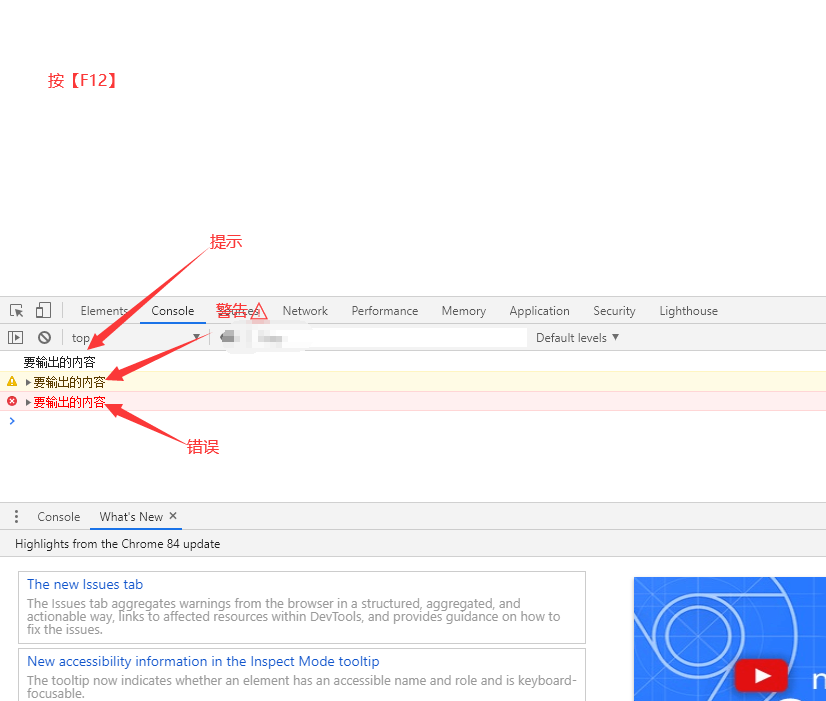 按【F12】
提示
Elements Console Sources Network Performance Memory Application Security Lighthouse
警告
top Default levels
要输出的内容
要输出的内容
要输出的内容
错误
Console What's New
Highlights from the Chrome 84 update
The new Issues tab
The Issues tab aggregates warnings from the browser in a structured, aggregated, and
actionable way, links to affected resources within DevTools, and provides guidance on how to
fix the issues.
New accessibility information in the Inspect Mode tooltip
The tooltip now indicates whether an element has an accessible name and role and is keyboard-
focusable.